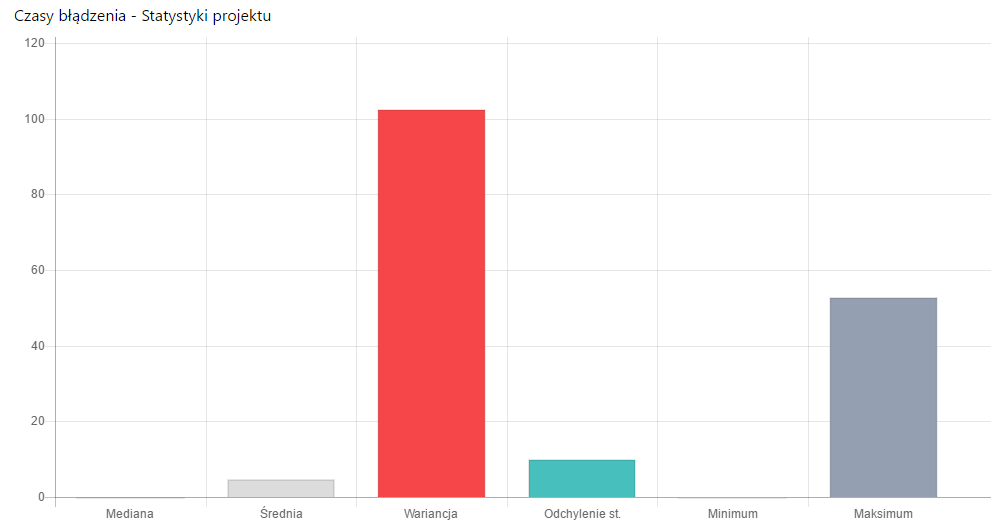 Czasy błądzenia - Statystyki projektu
120
100
80
60
40
20
0
Mediana
Średnia
Wariancja
Odchylenie st.
Minimum
Maksimum